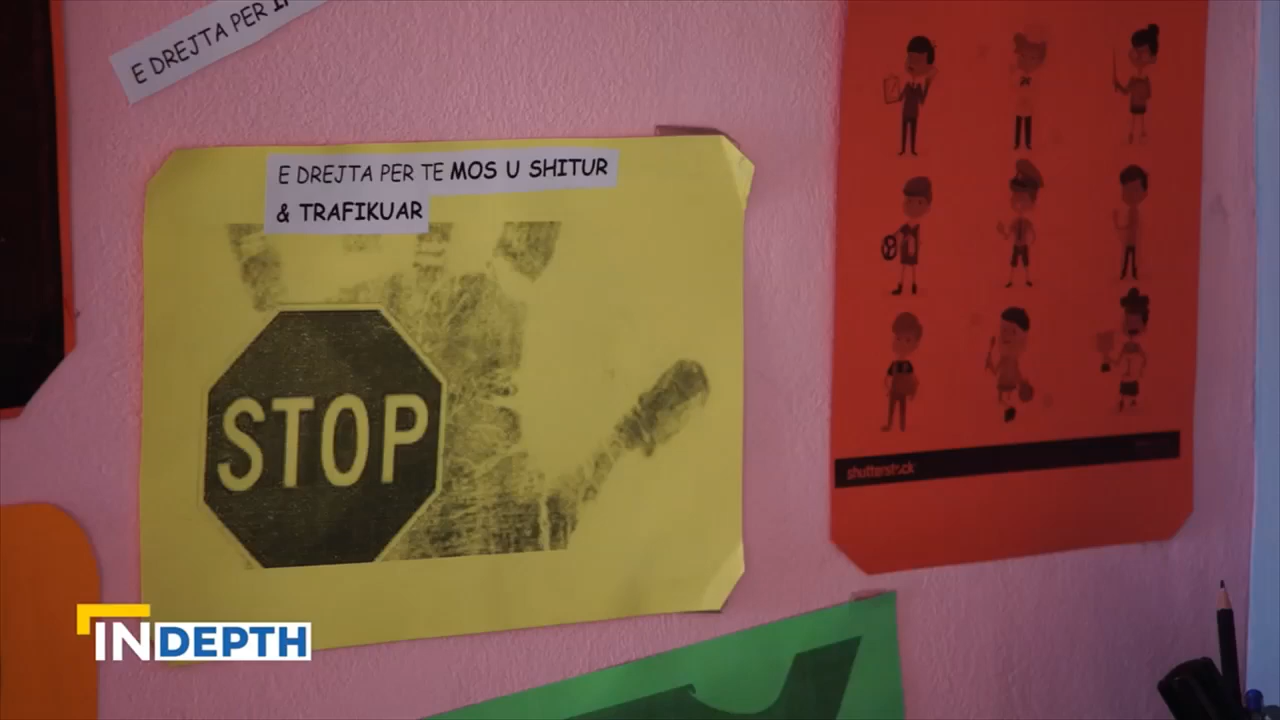 E DREJTA PER
E DREJTA PER TE MOS U SHITUR
& TRAFIKUAR
STOP
shutterstock
INDEPTH